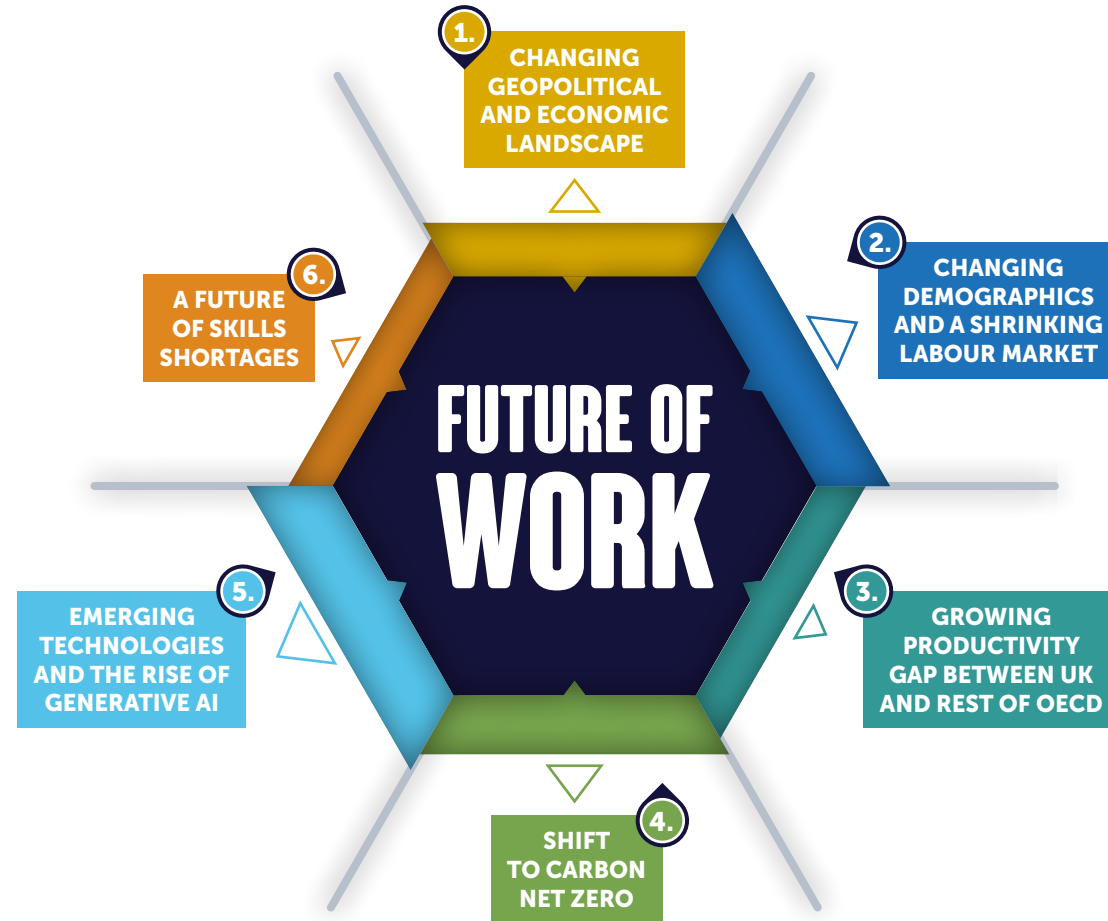 1.
CHANGING
GEOPOLITICAL
AND ECONOMIC
LANDSCAPE
2.
CHANGING
DEMOGRAPHICS
AND A SHRINKING
LABOUR MARKET
3.
GROWING
PRODUCTIVITY
GAP BETWEEN UK
AND REST OF OECD
4.
SHIFT
TO CARBON
NET ZERO
5.
EMERGING
TECHNOLOGIES
AND THE RISE OF
GENERATIVE AI
6.
A FUTURE
OF SKILLS
SHORTAGES
FUTURE OF
WORK